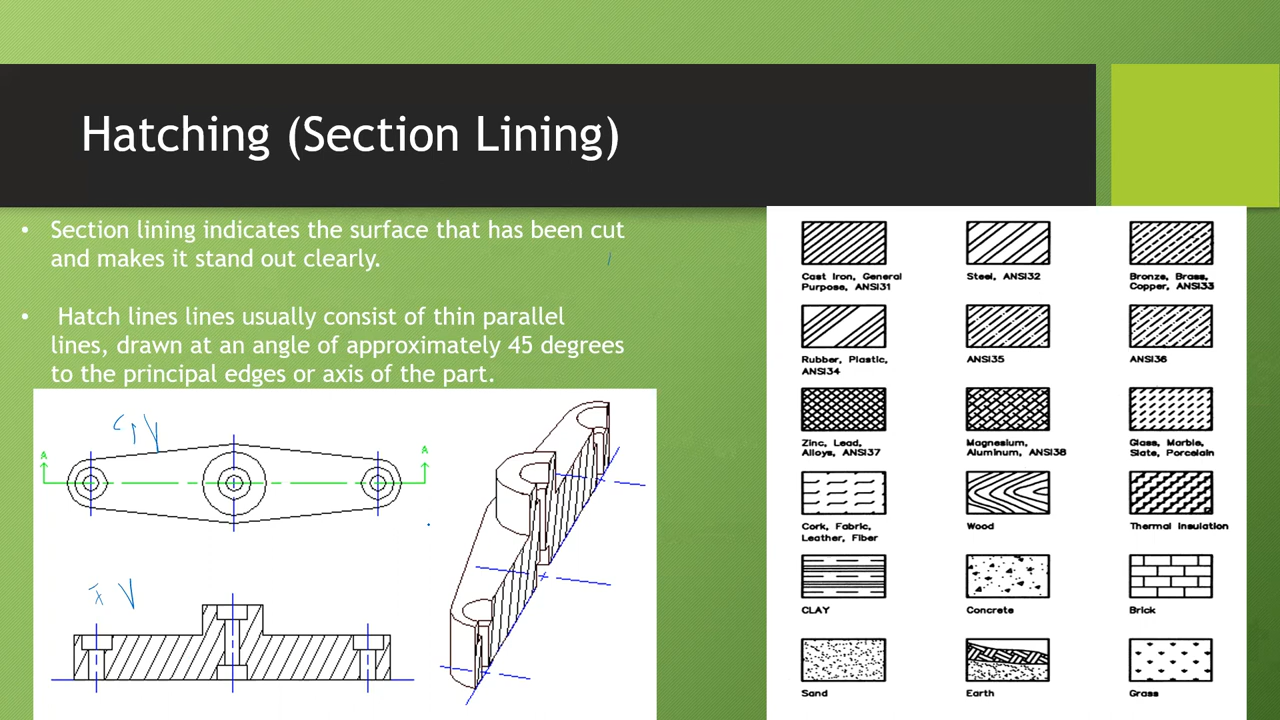 Hatching (Section Lining)
• Section lining indicates the surface that has been cut
and makes it stand out clearly.
• Hatch lines lines usually consist of thin parallel
lines, drawn at an angle of approximately 45 degrees
to the principal edges or axis of the part.
A
A
Cast Iron, General
Purpose, ANSI31
Steel, ANSI32
Bronze, Brass,
Copper, ANSI33
Rubber, Plastic,
ANSI34
ANSI35
ANSI36
Zinc, Lead,
Alloys, ANSI37
Magnesium,
Aluminum, ANSI38
Glass, Marble,
Slate, Porcelain
Cork, Fabric,
Leather, Fiber
Wood
Thermal Insulation
CLAY
Concrete
Brick
Sand
Earth
Grass